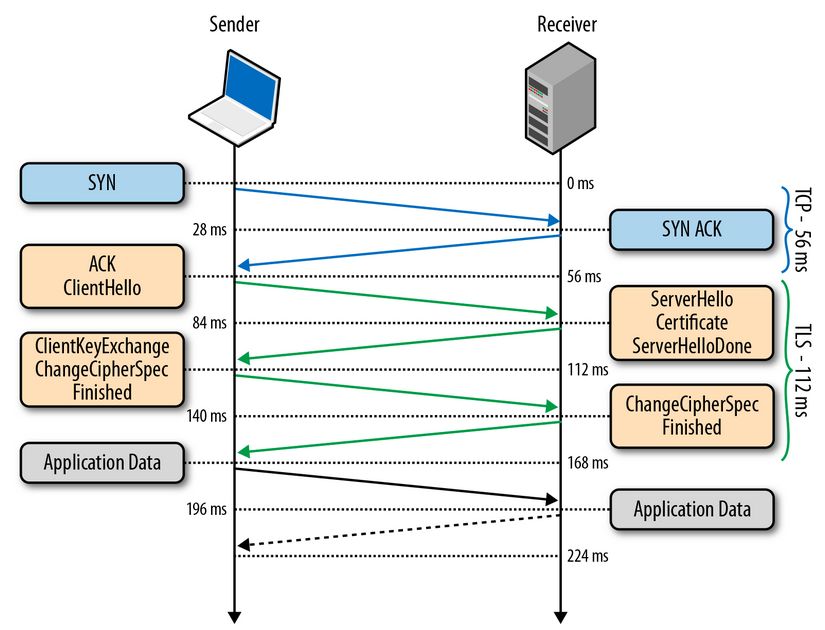 Sender
Receiver
SYN
0 ms
28 ms
SYN ACK
TCP - 56 ms
ACK
ClientHello
56 ms
84 ms
ServerHello
Certificate
ServerHelloDone
TLS - 112 ms
ClientKeyExchange
ChangeCipherSpec
Finished
112 ms
140 ms
ChangeCipherSpec
Finished
Application Data
168 ms
196 ms
Application Data
224 ms